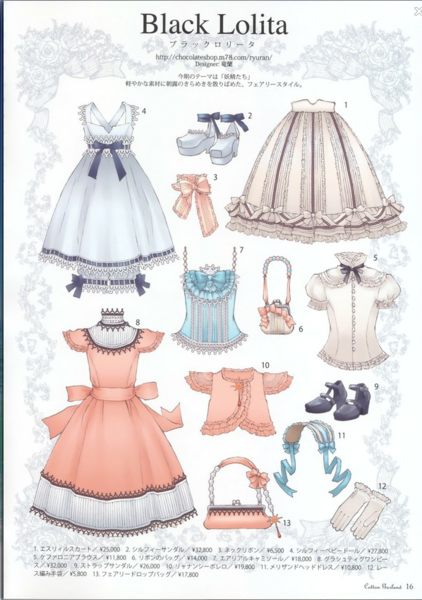 Black Lolita
ブラックロリータ
http://chocolateshop.m78.com/ryuran/
Designer: 竜蘭
今期のテーマは「妖精たち」
軽やかな素材に朝露のきらめきを散りばめた、フェアリースタイル。
4
2
1
3
7
5
6
8
10
9
11
12
13
1. エスリィルスカート／¥25,000 2. シルフィーサンダル／¥32,800 3. ネックリボン／¥6,500 4. シルフィーベビードール／¥27,800
5. ケファロニアブラウス／¥11,800 6. リボンのバッグ／¥14,000 7. エアリアルキャミソール／¥18,000 8. グラシュティグワンピー
ス／¥32,000 9. ストラップサンダル／¥26,000 10. リャナンシーボレロ／¥19,800 11. メリザンドヘッドドレス／¥10,800 12. レー
ス編み手袋／¥5,800 13. フェアリードロップバッグ／¥17,800
Cotton Garland 16